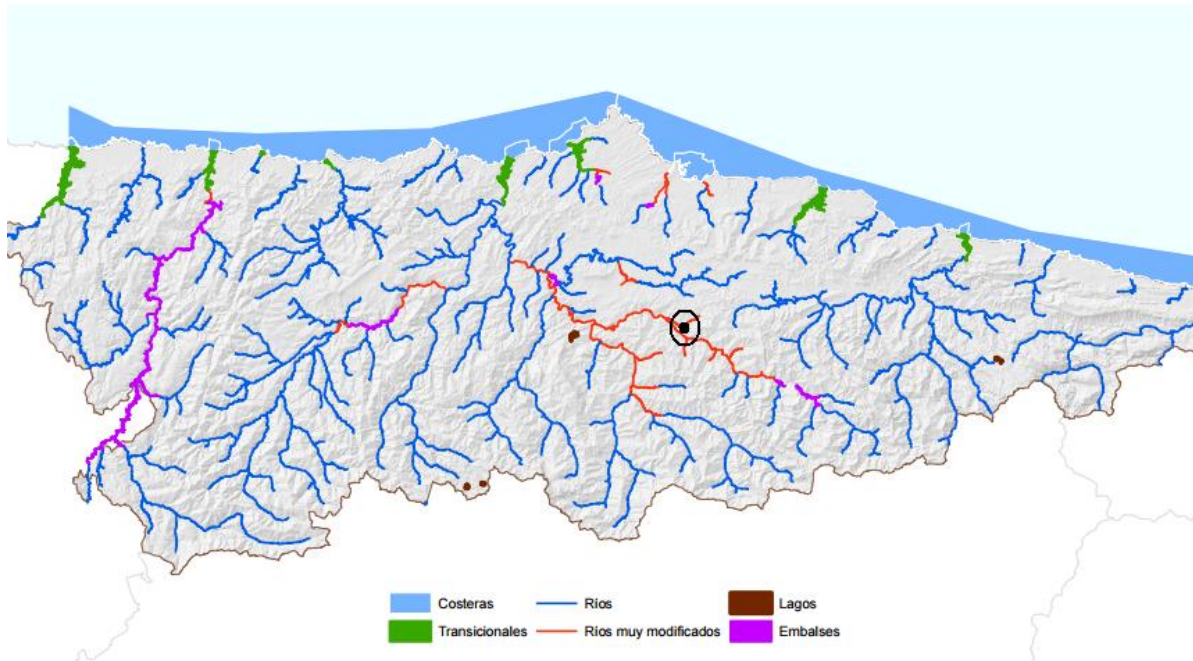 Costeras
Ríos
Lagos
Transicionales
Ríos muy modificados
Embalses